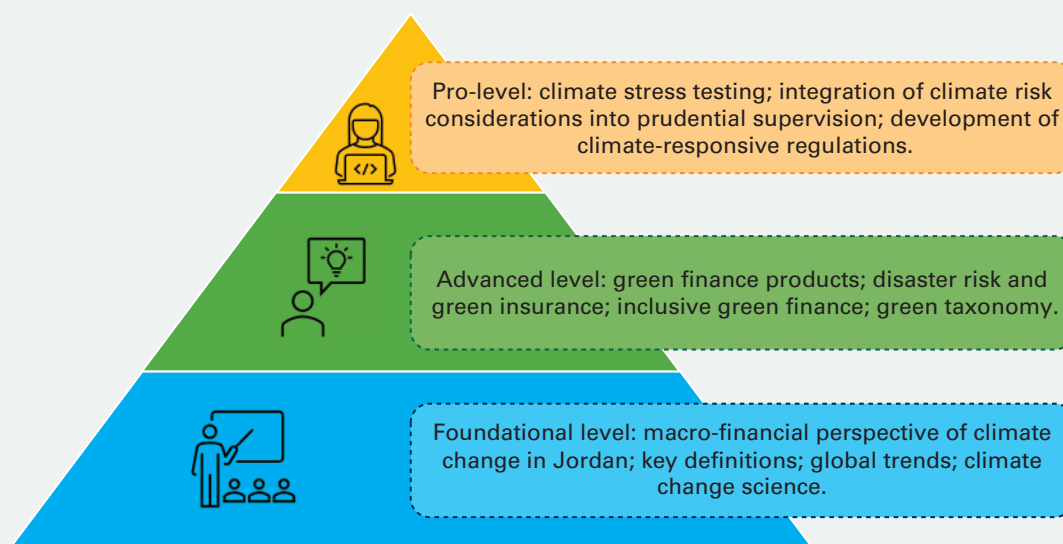 Pro-level: climate stress testing; integration of climate risk
considerations into prudential supervision; development of
climate-responsive regulations.
</>
Advanced level: green finance products; disaster risk and
green insurance; inclusive green finance; green taxonomy.
Foundational level: macro-financial perspective of climate
change in Jordan; key definitions; global trends; climate
change science.